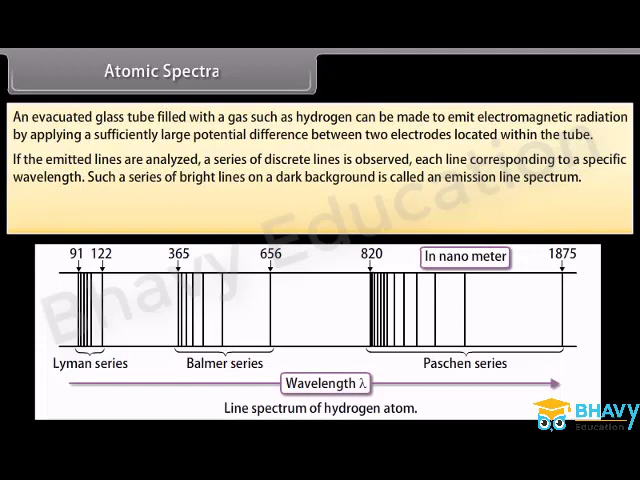 Atomic Spectra
An evacuated glass tube filled with a gas such as hydrogen can be made to emit electromagnetic radiation
by applying a sufficiently large potential difference between two electrodes located within the tube.
If the emitted lines are analyzed, a series of discrete lines is observed, each line corresponding to a specific
wavelength. Such a series of bright lines on a dark background is called an emission line spectrum.
Bhavy Education
91 122 365 656 820 In nano meter 1875
Lyman series Balmer series Paschen series
Wavelength λ
Line spectrum of hydrogen atom.
BHAVY
Education